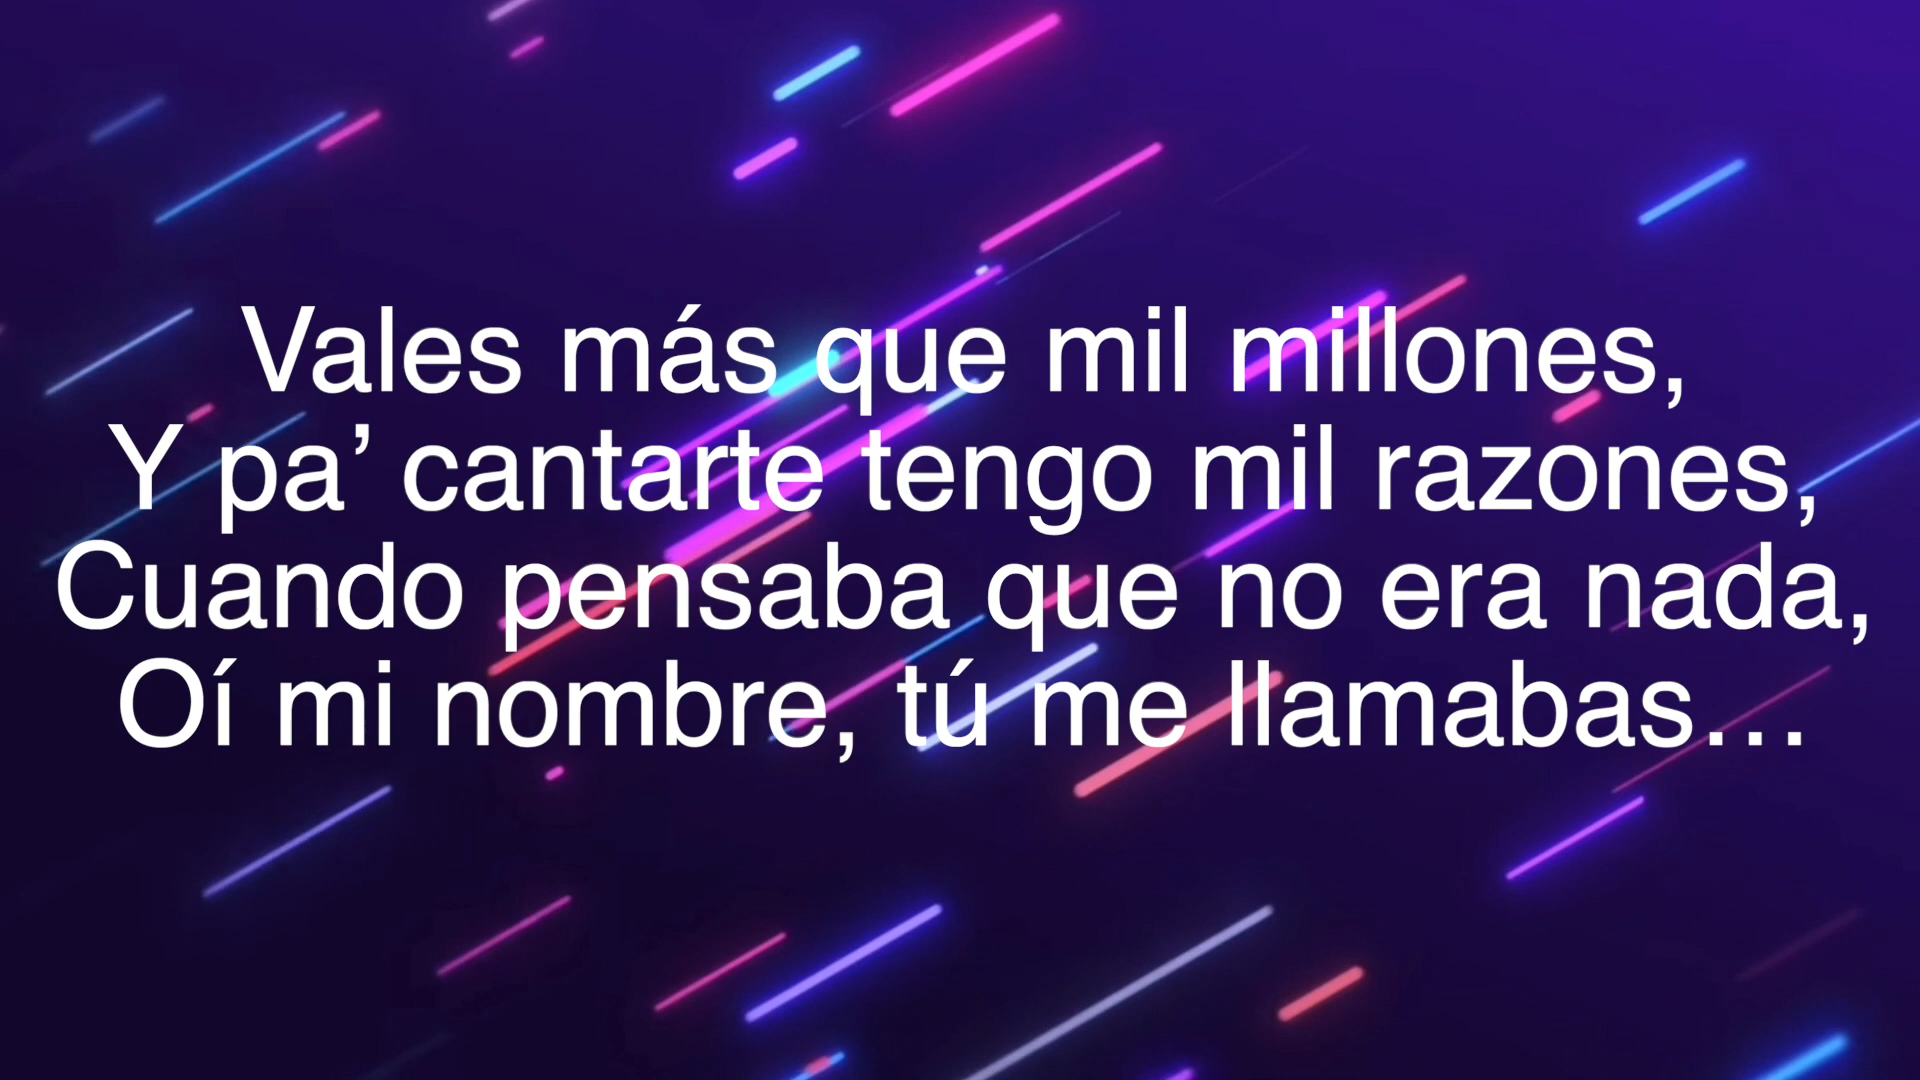 Vales más que mil millones,
Y pa’ cantarte tengo mil razones,
Cuando pensaba que no era nada,
Oí mi nombre, tú me llamabas…